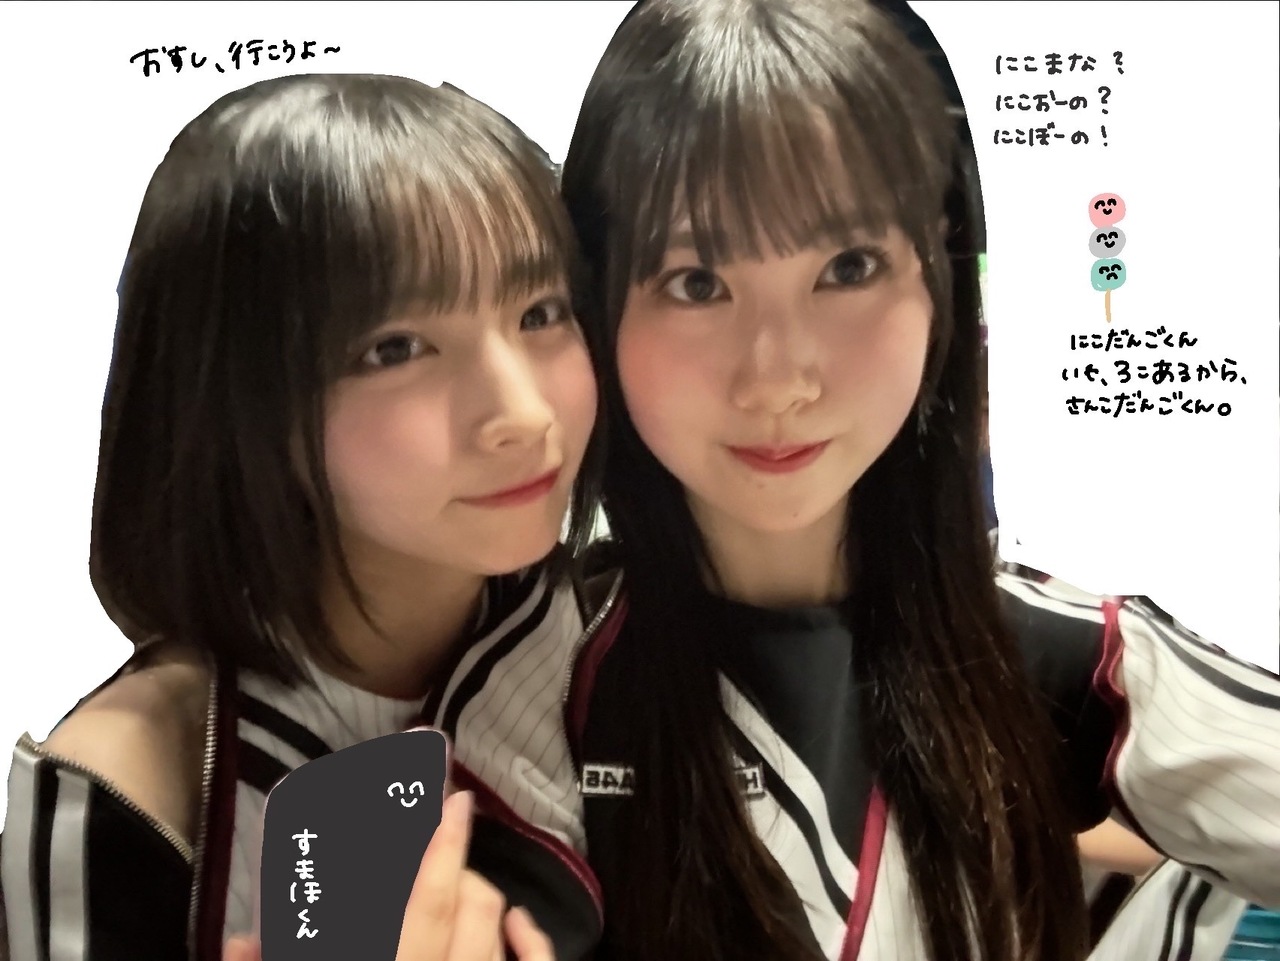 おすし、行こうよ〜
にこまな?
にこおーの?
にこぼーの!
にこだんごくん
いや、3こあるから、
さんこだんごくん。
すまほくん